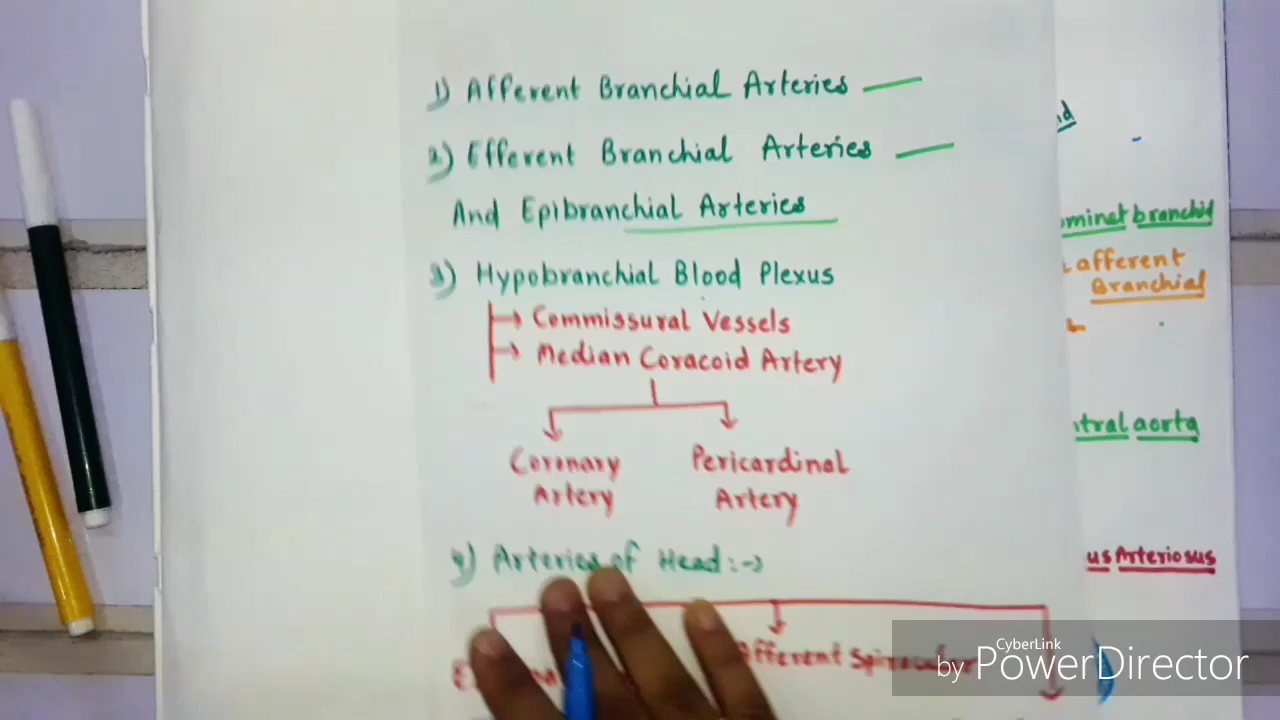 1) Afferent Branchial Arteries
2) Efferent Branchial Arteries
And Epibranchial Arteries
3) Hypobranchial Blood Plexus
Commissural Vessels
Median Coracoid Artery
Coronary Artery
Pericardinal Artery
4) Arteries of Head:->
Afferent
afferent
Branchial
aorta
Arteriosus
CyberLink
by PowerDirector